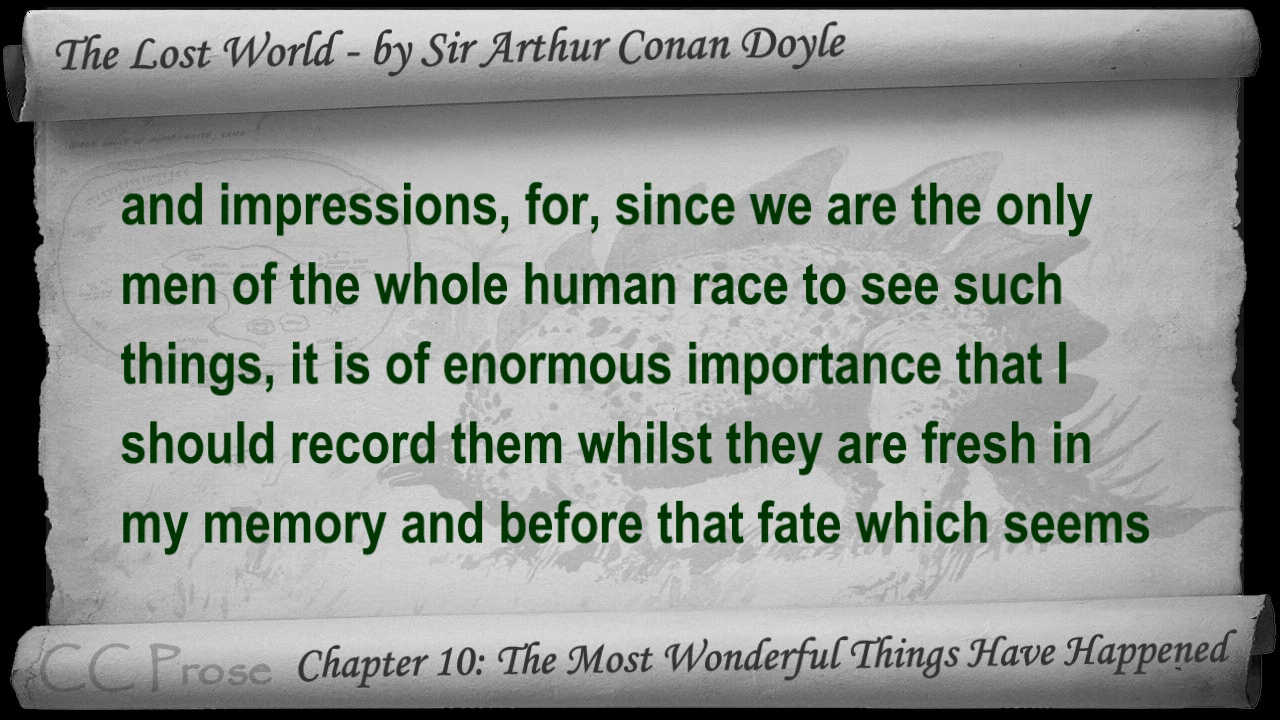 The Lost World - by Sir Arthur Conan Doyle
and impressions, for, since we are the only
men of the whole human race to see such
things, it is of enormous importance that I
should record them whilst they are fresh in
my memory and before that fate which seems
CC Prose
Chapter 10: The Most Wonderful Things Have Happened